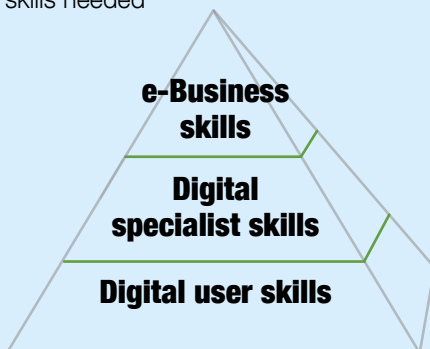 skills needed
e-Business
skills
Digital
specialist skills
Digital user skills